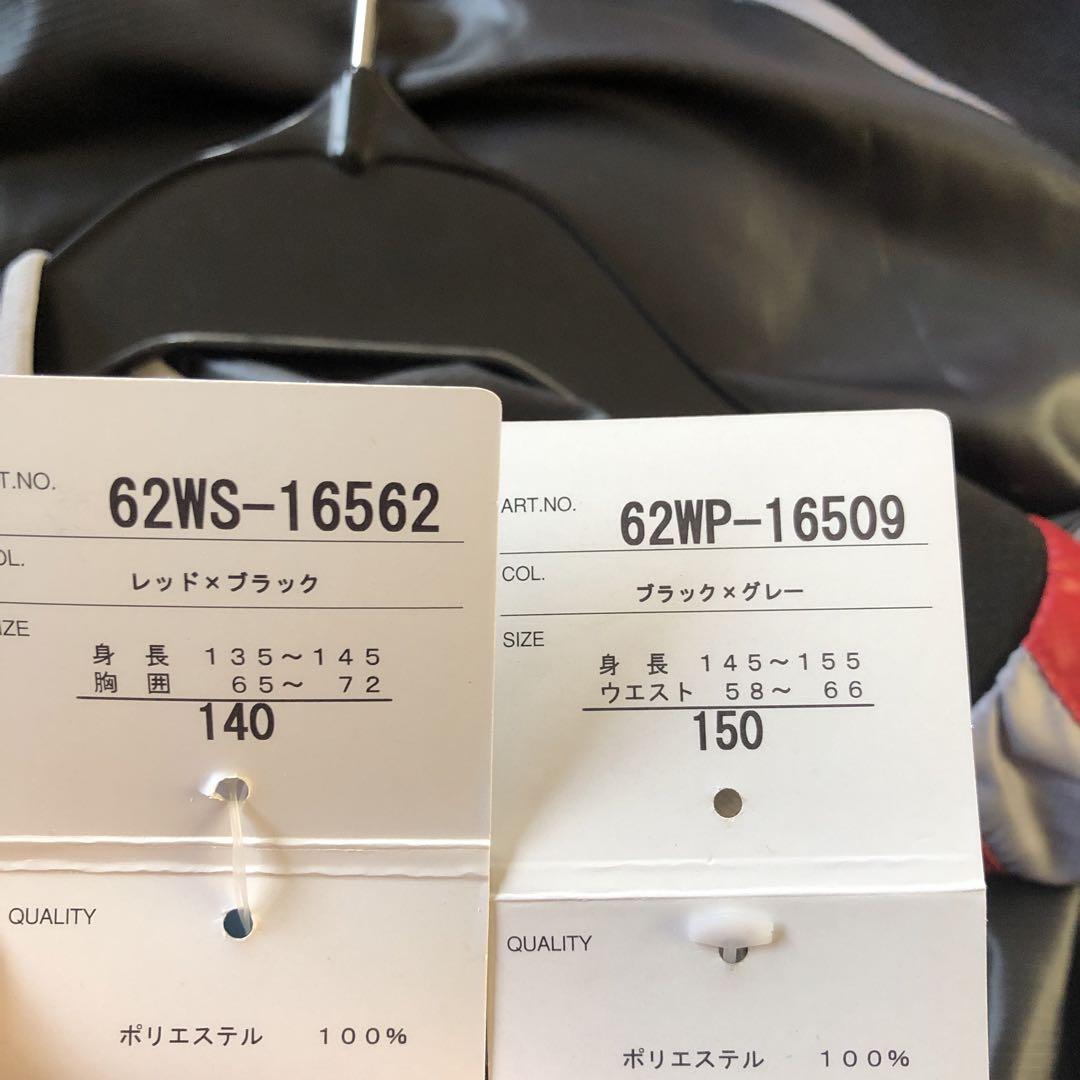 T.NO. 62WS-16562
OL. レッド×ブラック
IZE
身 長 135〜145
胸 囲 65〜 72
140
QUALITY
ポリエステル 100%
ART.NO. 62WP-16509
COL. ブラック×グレー
SIZE
身 長 145〜155
ウエスト 58〜 66
150
QUALITY
ポリエステル 100%